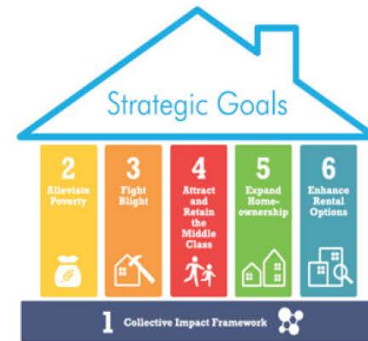 Strategic Goals
2
Alleviate
Poverty
3
Fight
Blight
4
Attract
and
Retain
the
Middle
Class
5
Expand
Home-
ownership
6
Enhance
Rental
Options
1 Collective Impact Framework